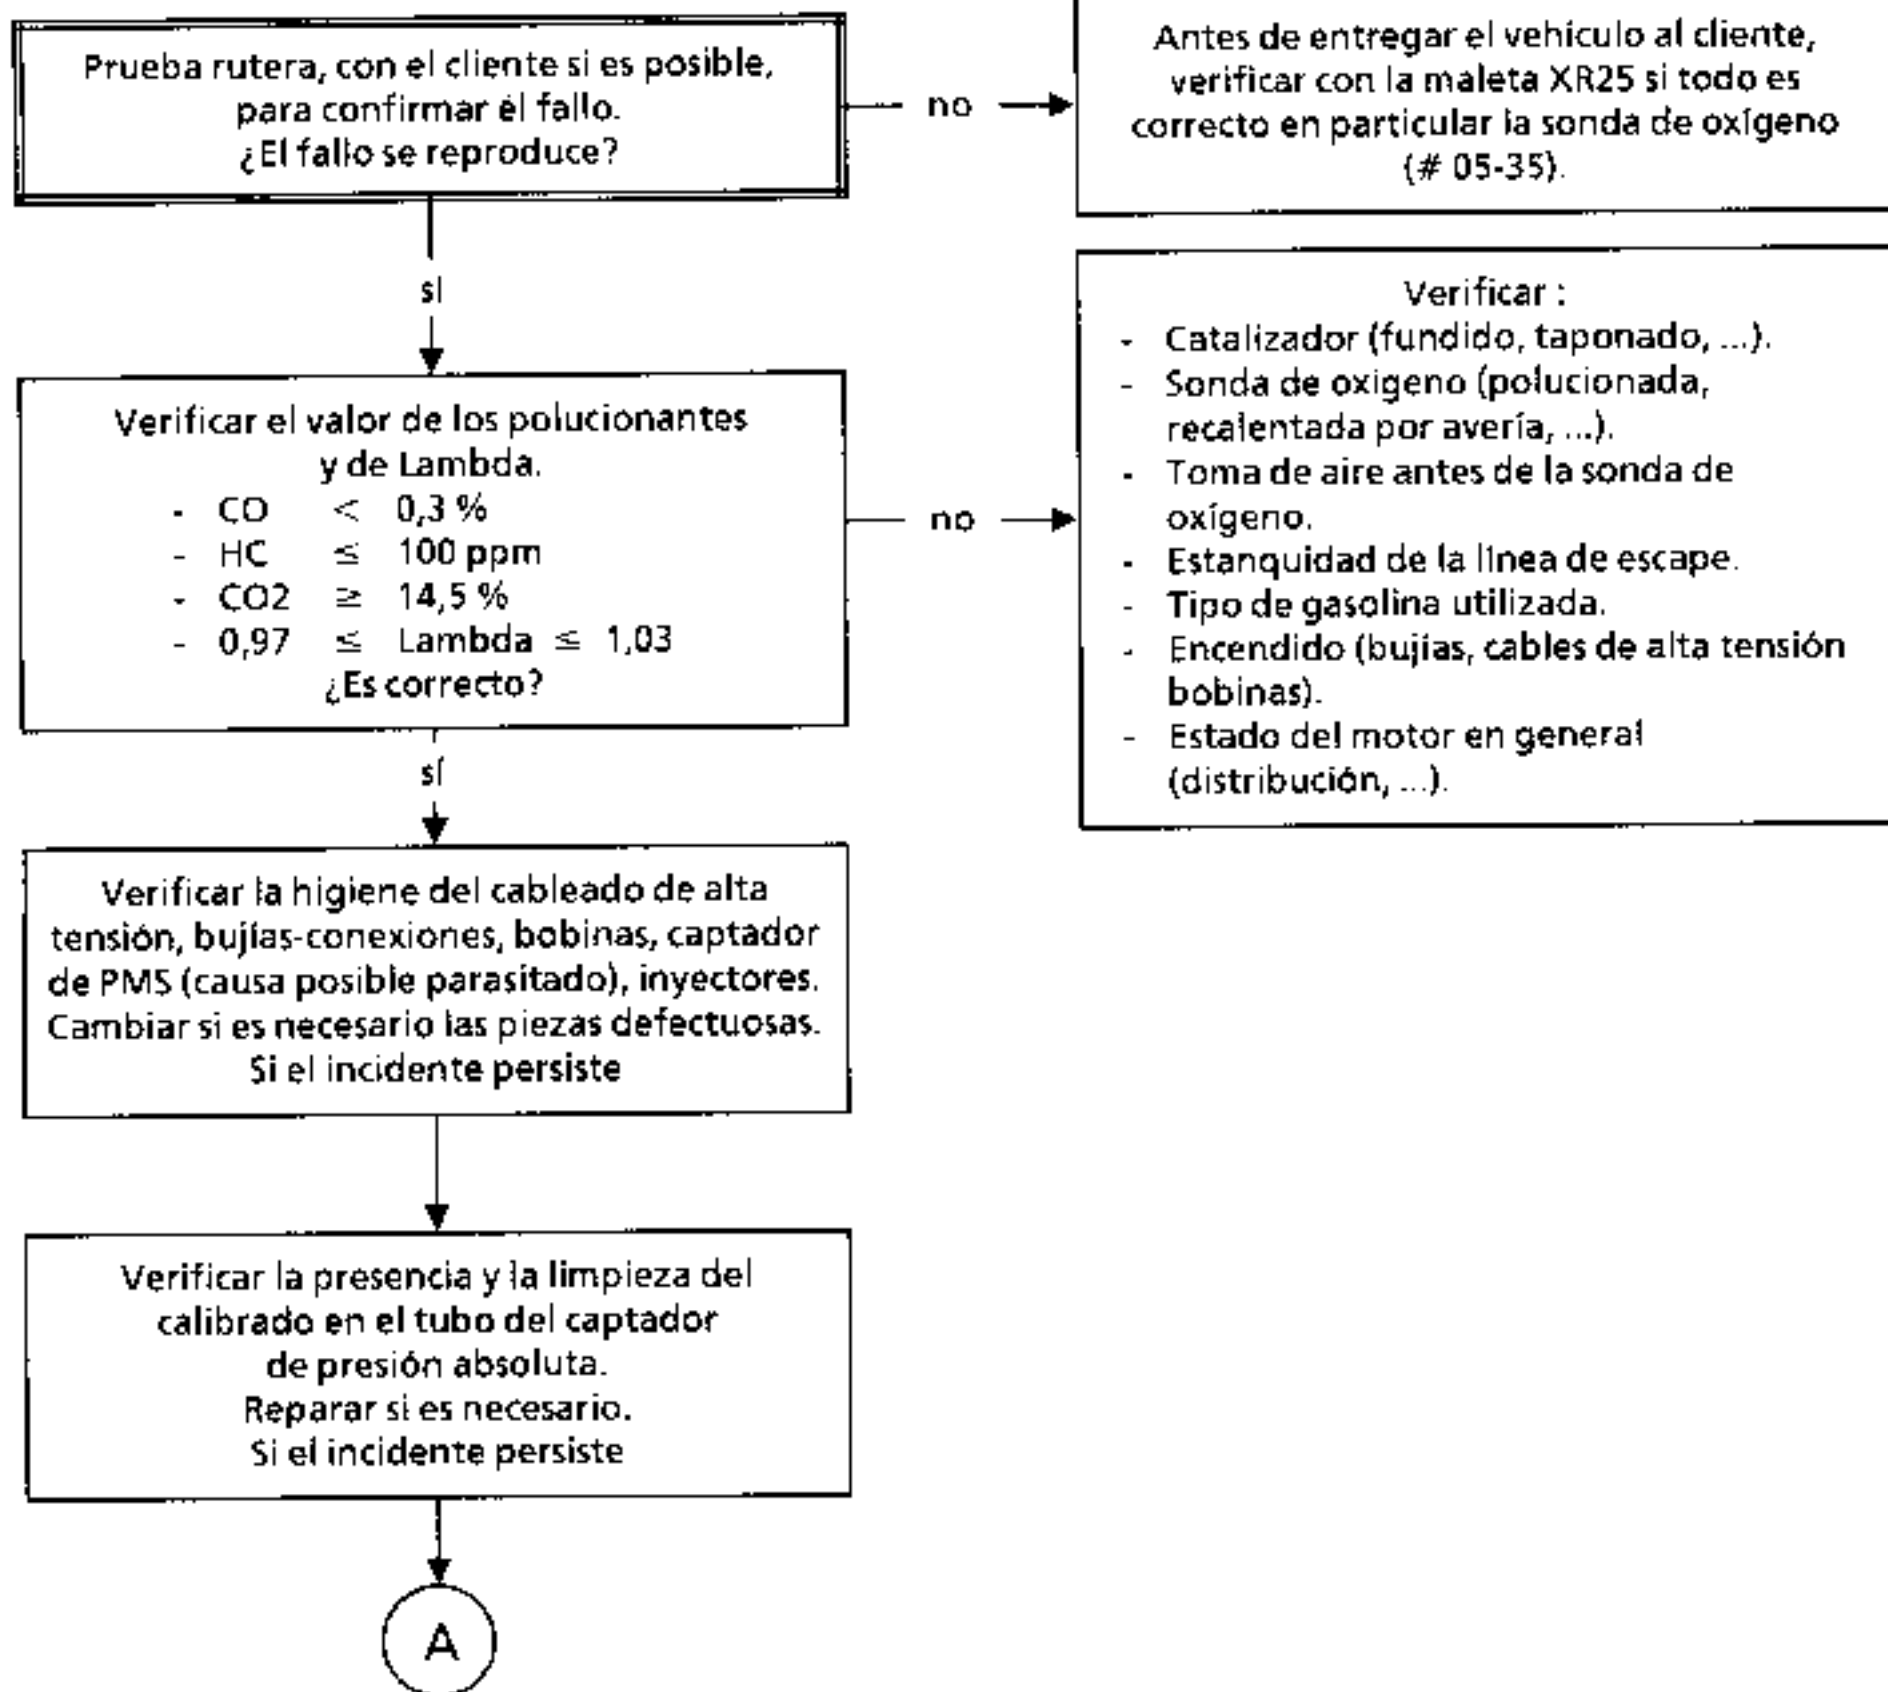 Prueba rutera, con el cliente si es posible,
para confirmar el fallo.
¿El fallo se reproduce?
no
Antes de entregar el vehículo al cliente,
verificar con la maleta XR25 si todo es
correcto en particular la sonda de oxígeno
(# 05-35).
sí
Verificar el valor de los polucionantes
y de Lambda.
- CO < 0,3 %
- HC ≤ 100 ppm
- CO2 ≥ 14,5 %
- 0,97 ≤ Lambda ≤ 1,03
¿Es correcto?
no
Verificar :
- Catalizador (fundido, taponado, ...).
- Sonda de oxígeno (polucionada,
recalentada por avería, ...).
- Toma de aire antes de la sonda de
oxígeno.
- Estanquidad de la línea de escape.
- Tipo de gasolina utilizada.
- Encendido (bujías, cables de alta tensión
bobinas).
- Estado del motor en general
(distribución, ...).
sí
Verificar la higiene del cableado de alta
tensión, bujías-conexiones, bobinas, captador
de PMS (causa posible parasitado), inyectores.
Cambiar si es necesario las piezas defectuosas.
Si el incidente persiste
Verificar la presencia y la limpieza del
calibrado en el tubo del captador
de presión absoluta.
Reparar si es necesario.
Si el incidente persiste
A